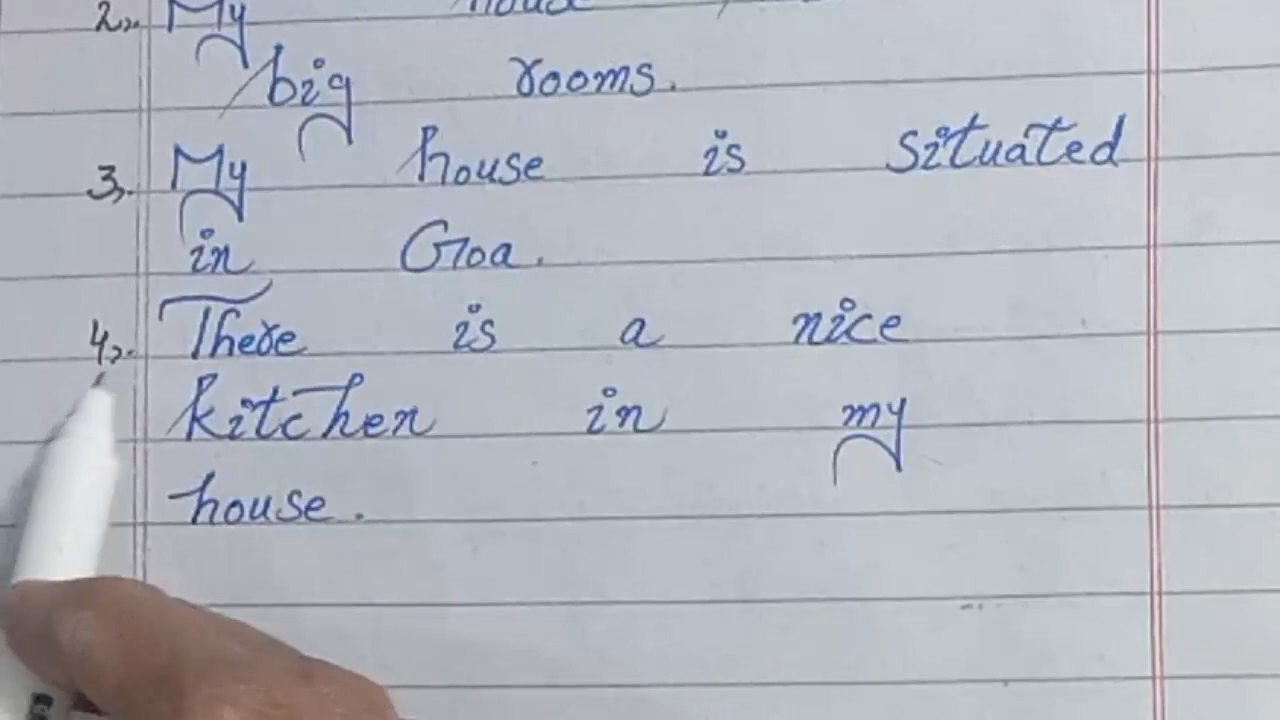 2. My house
big rooms.
3. My house is situated
in Goa.
4. There is a nice
kitchen in my
house.